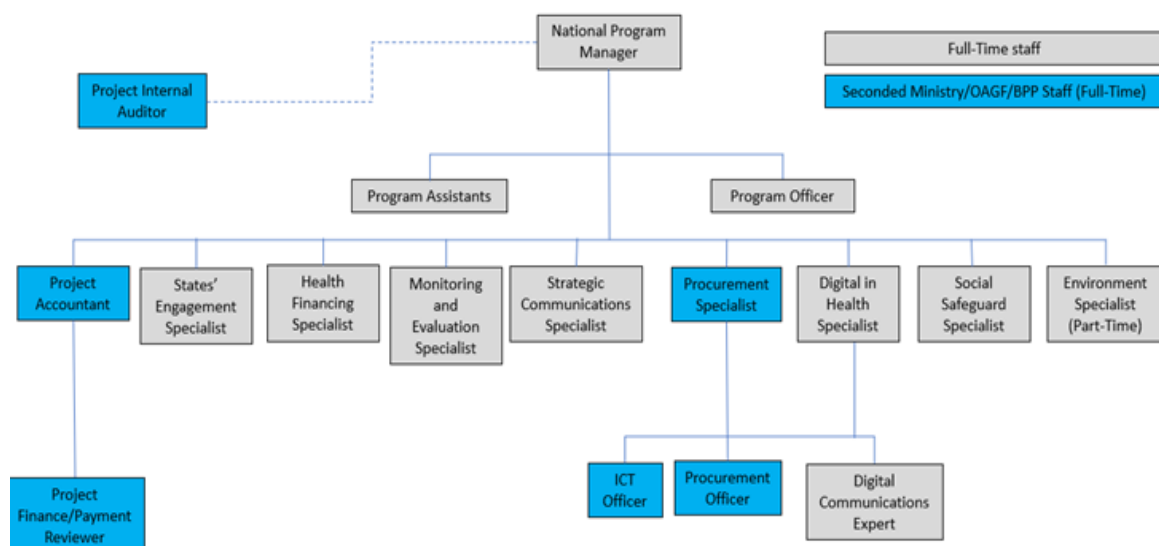 National Program
Manager
Full-Time staff
Project Internal
Auditor
Seconded Ministry/OAGF/BPP Staff (Full-Time)
Program Assistants
Program Officer
Project
Accountant
States’
Engagement
Specialist
Health
Financing
Specialist
Monitoring
and
Evaluation
Specialist
Strategic
Communications
Specialist
Procurement
Specialist
Digital in
Health
Specialist
Social
Safeguard
Specialist
Environment
Specialist
(Part-Time)
Project
Finance/Payment
Reviewer
ICT
Officer
Procurement
Officer
Digital
Communications
Expert